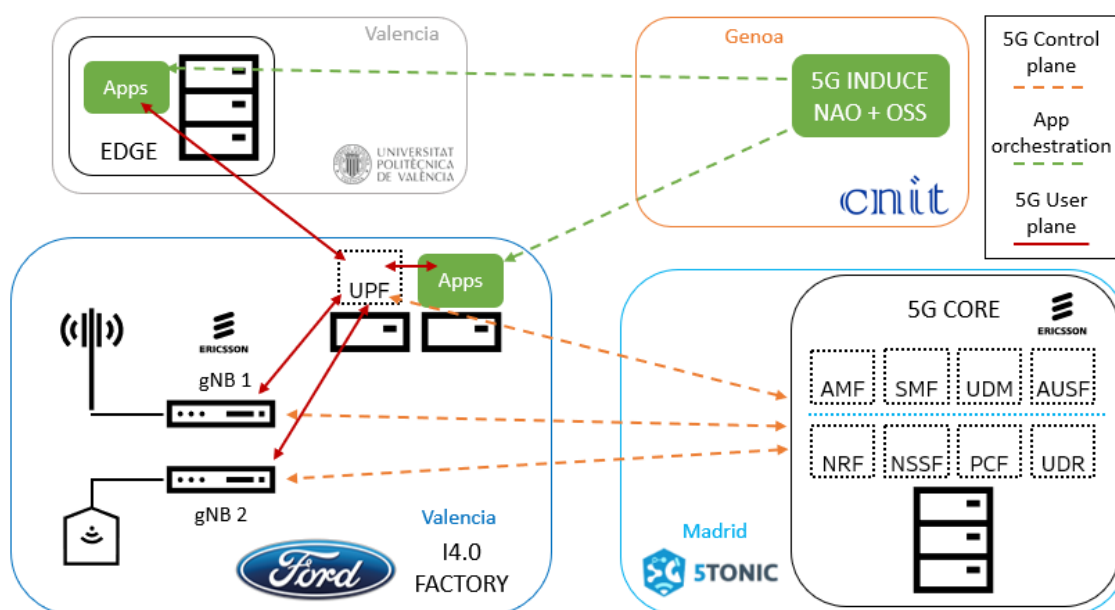 Valencia
Apps
EDGE
UNIVERSITAT
POLITÈCNICA
DE VALÈNCIA
Genoa
5G INDUCE
NAO + OSS
cnit
5G Control
plane
App
orchestration
5G User
plane
UPF
Apps
ERICSSON
gNB 1
gNB 2
Valencia
I4.0
FACTORY
Ford
5G CORE
ERICSSON
AMF
SMF
UDM
AUSF
NRF
NSSF
PCF
UDR
Madrid
5G
5TONIC